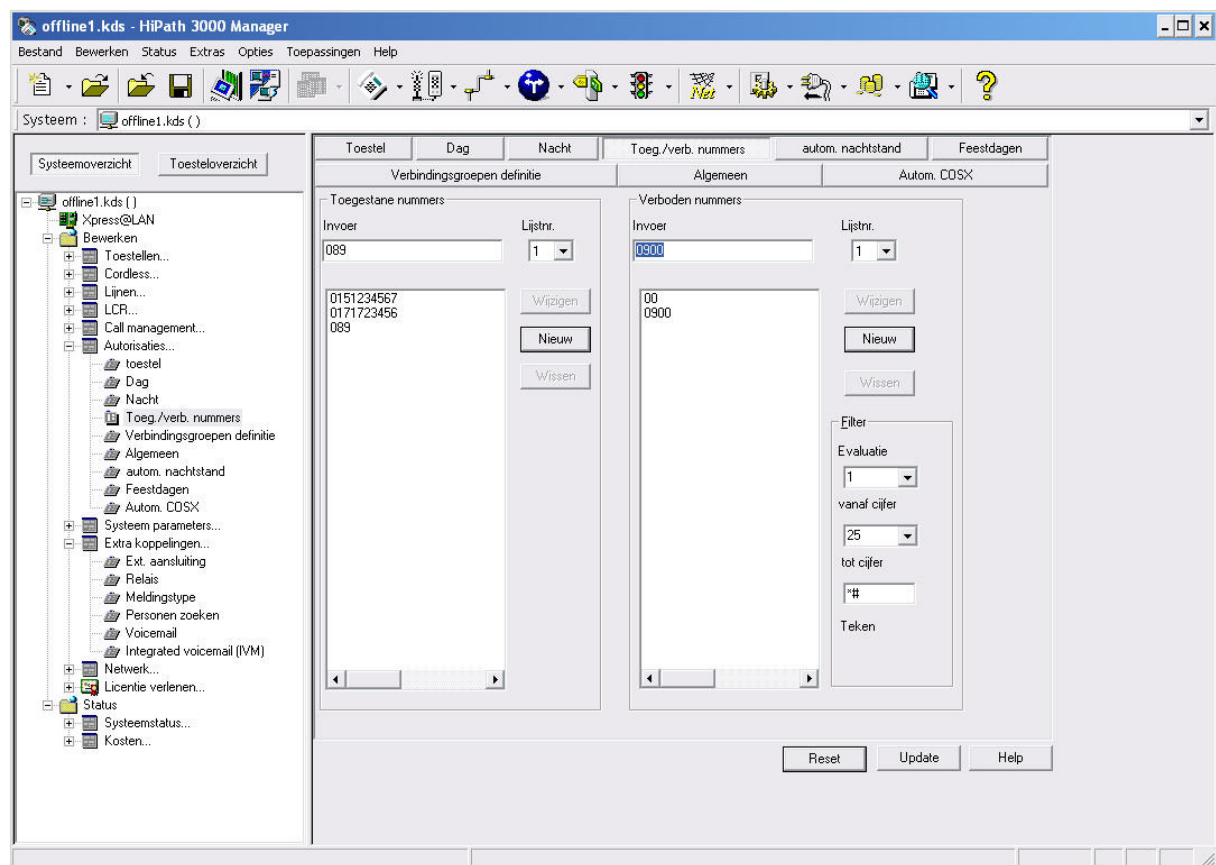 offline1.kds - HiPath 3000 Manager
Bestand Bewerken Status Extras Opties Toepassingen Help
Net
Systeem : offline1.kds ( )
Systeemoverzicht Toesteloverzicht
offline1.kds ( )
Xpress@LAN
Bewerken
Toestellen...
Cordless...
Lijnen...
LCR...
Call management...
Autorisaties...
toestel
Dag
Nacht
Toeg./verb. nummers
Verbindingsgroepen definitie
Algemeen
autom. nachtstand
Feestdagen
Autom. COSX
Systeem parameters...
Extra koppelingen...
Ext. aansluiting
Relais
Meldingstype
Personen zoeken
Voicemail
Integrated voicemail (IVM)
Netwerk...
Licentie verlenen...
Status
Systeemstatus...
Kosten...
Toestel Dag Nacht Toeg./verb. nummers autom. nachtstand Feestdagen
Verbindingsgroepen definitie Algemeen Autom. COSX
Toegestane nummers
Invoer Lijstnr.
089 1
0151234567
0171723456
089
Wijzigen
Nieuw
Wissen
Verboden nummers
Invoer Lijstnr.
0900 1
00
0900
Wijzigen
Nieuw
Wissen
Filter
Evaluatie
1
vanaf cijfer
25
tot cijfer
*#
Teken
Reset Update Help